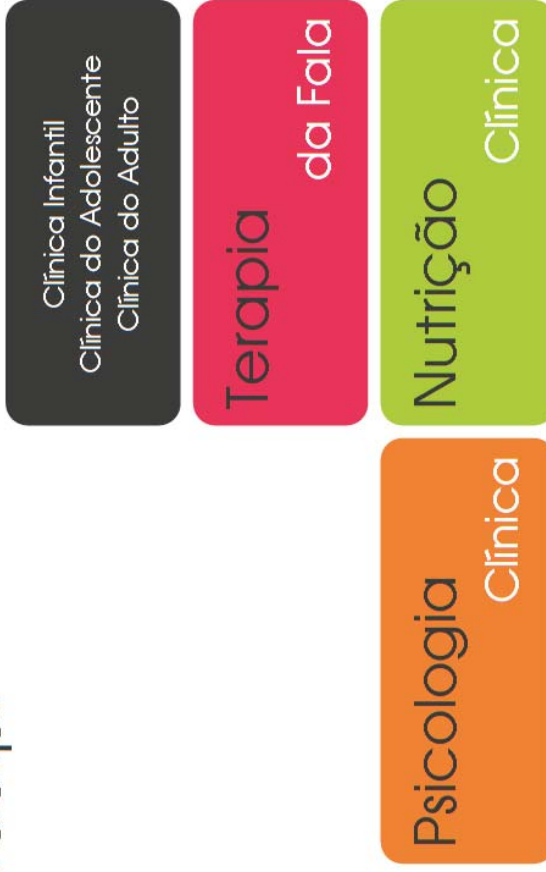 Clínica Infantil
Clínica do Adolescente
Clínica do Adulto
Terapia
da Fala
Psicologia
Clínica
Nutrição
Clínica